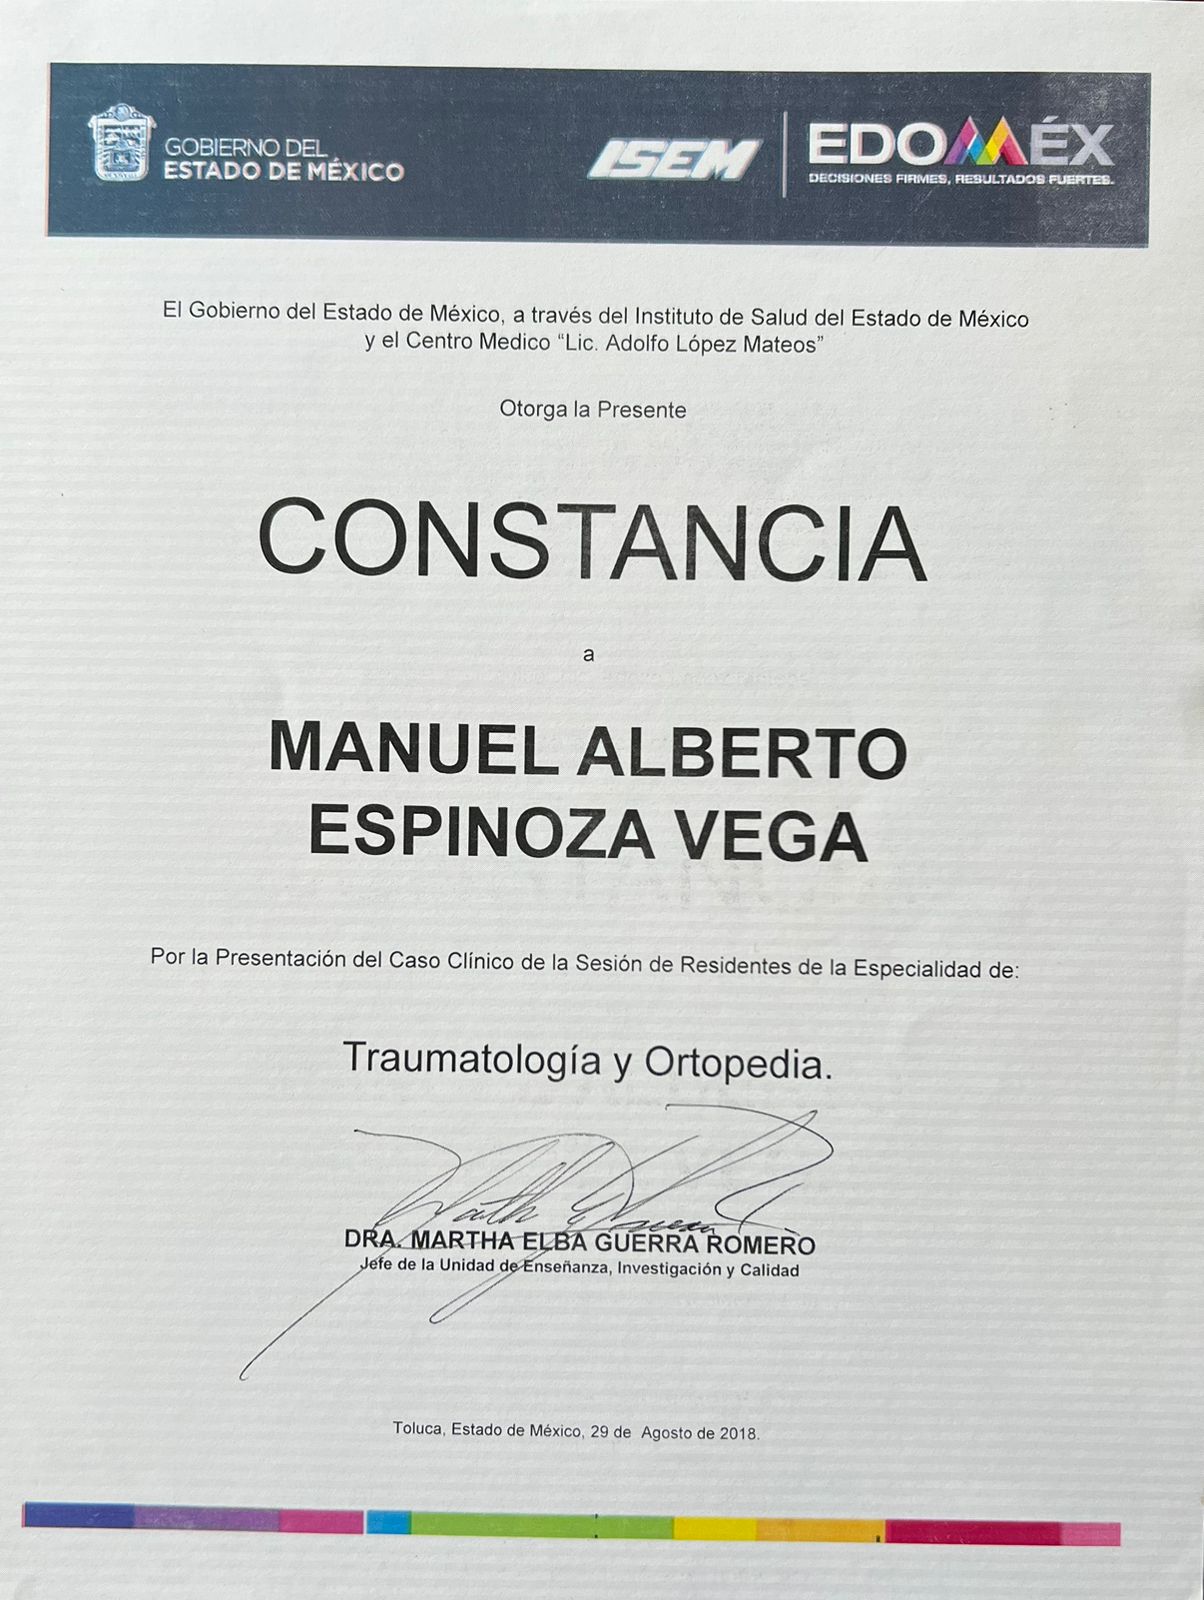 GOBIERNO DEL
ESTADO DE MÉXICO
ISEM
EDOMÉX
DECISIONES FIRMES, RESULTADOS FUERTES.
El Gobierno del Estado de México, a través del Instituto de Salud del Estado de México
y el Centro Medico “Lic. Adolfo López Mateos”
Otorga la Presente
CONSTANCIA
a
MANUEL ALBERTO
ESPINOZA VEGA
Por la Presentación del Caso Clínico de la Sesión de Residentes de la Especialidad de:
Traumatología y Ortopedia.
DRA. MARTHA ELBA GUERRA ROMERO
Jefe de la Unidad de Enseñanza, Investigación y Calidad
Toluca, Estado de México, 29 de Agosto de 2018.